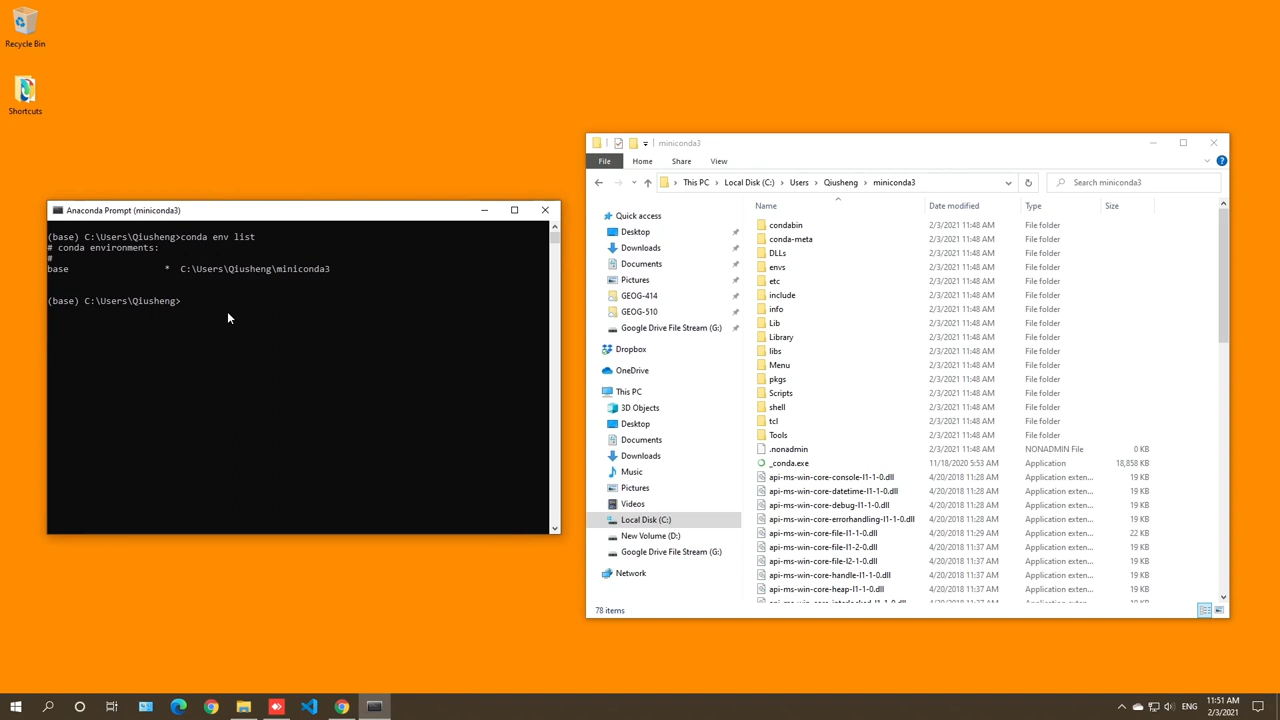 Recycle Bin
Shortcuts
Anaconda Prompt (miniconda3)
(base) C:\Users\Qiusheng>conda env list
# conda environments:
#
base * C:\Users\Qiusheng\miniconda3
(base) C:\Users\Qiusheng>
miniconda3
File Home Share View
This PC > Local Disk (C:) > Users > Qiusheng > miniconda3
Search miniconda3
Quick access
Desktop
Downloads
Documents
Pictures
GEOG-414
GEOG-510
Google Drive File Stream (G:)
Dropbox
OneDrive
This PC
3D Objects
Desktop
Documents
Downloads
Music
Pictures
Videos
Local Disk (C:)
New Volume (D:)
Google Drive File Stream (G:)
Network
Name Date modified Type Size
condabin 2/3/2021 11:48 AM File folder
conda-meta 2/3/2021 11:48 AM File folder
DLLs 2/3/2021 11:48 AM File folder
envs 2/3/2021 11:48 AM File folder
etc 2/3/2021 11:48 AM File folder
include 2/3/2021 11:48 AM File folder
info 2/3/2021 11:48 AM File folder
Lib 2/3/2021 11:48 AM File folder
Library 2/3/2021 11:48 AM File folder
libs 2/3/2021 11:48 AM File folder
Menu 2/3/2021 11:48 AM File folder
pkgs 2/3/2021 11:48 AM File folder
Scripts 2/3/2021 11:48 AM File folder
shell 2/3/2021 11:48 AM File folder
tcl 2/3/2021 11:48 AM File folder
Tools 2/3/2021 11:48 AM File folder
.nonadmin 2/3/2021 11:48 AM NONADMIN File 0 KB
_conda.exe 11/18/2020 5:53 AM Application 18,858 KB
api-ms-win-core-console-l1-1-0.dll 4/20/2018 11:28 AM Application exten... 19 KB
api-ms-win-core-datetime-l1-1-0.dll 4/20/2018 11:28 AM Application exten... 19 KB
api-ms-win-core-debug-l1-1-0.dll 4/20/2018 11:28 AM Application exten... 19 KB
api-ms-win-core-errorhandling-l1-1-0.dll 4/20/2018 11:28 AM Application exten... 19 KB
api-ms-win-core-file-l1-1-0.dll 4/20/2018 11:29 AM Application exten... 22 KB
api-ms-win-core-file-l1-2-0.dll 4/20/2018 11:37 AM Application exten... 19 KB
api-ms-win-core-file-l2-1-0.dll 4/20/2018 11:37 AM Application exten... 19 KB
api-ms-win-core-handle-l1-1-0.dll 4/20/2018 11:37 AM Application exten... 19 KB
api-ms-win-core-heap-l1-1-0.dll 4/20/2018 11:37 AM Application exten... 19 KB
78 items
ENG
11:51 AM
2/3/2021